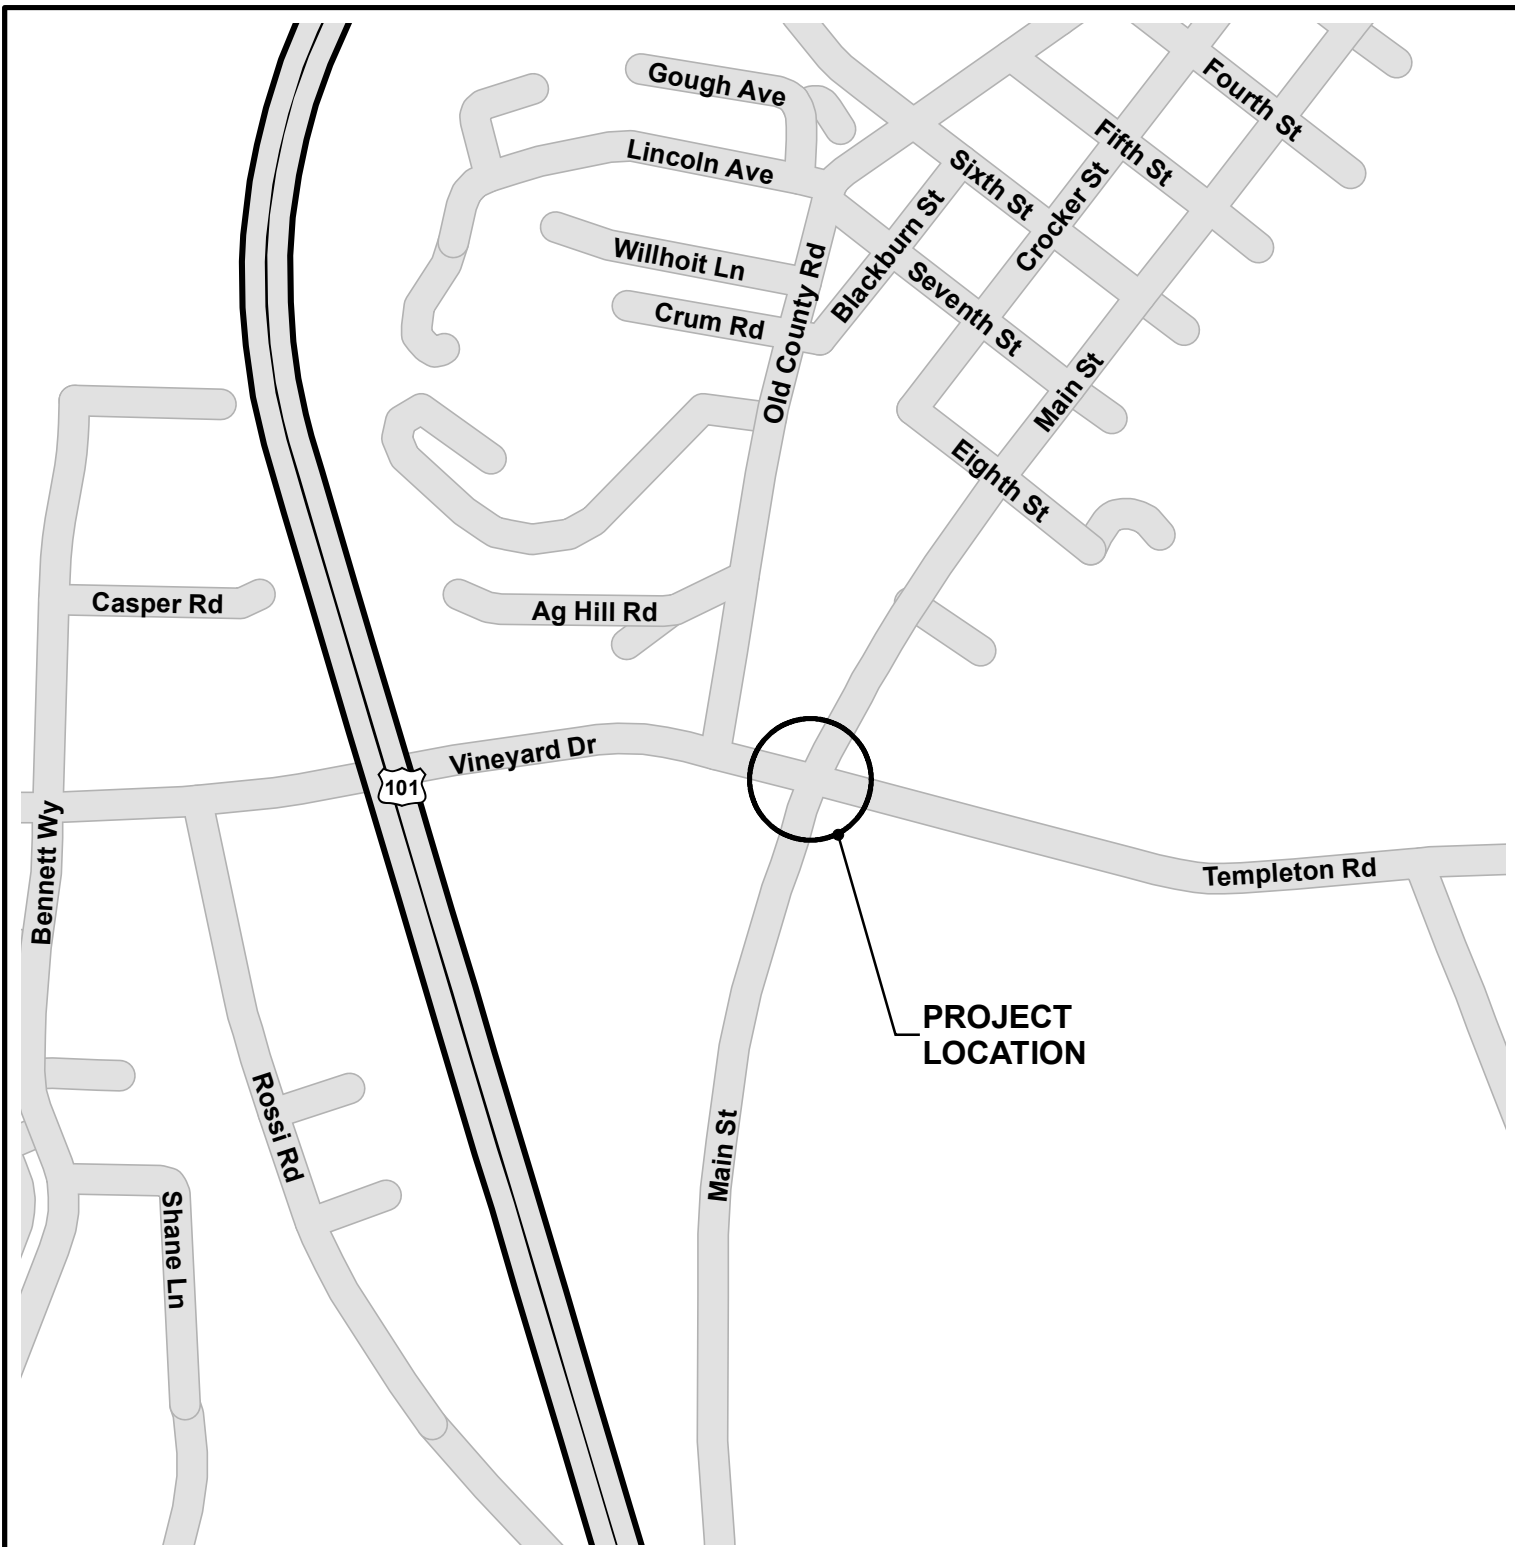 Gough Ave
Fourth St
Lincoln Ave
Fifth St
Sixth St
Crocker St
Blackburn St
Willhoit Ln
Seventh St
Crum Rd
Old County Rd
Main St
Eighth St
Casper Rd
Ag Hill Rd
Vineyard Dr
101
Bennett Wy
Templeton Rd
PROJECT
LOCATION
Rossi Rd
Main St
Shane Ln